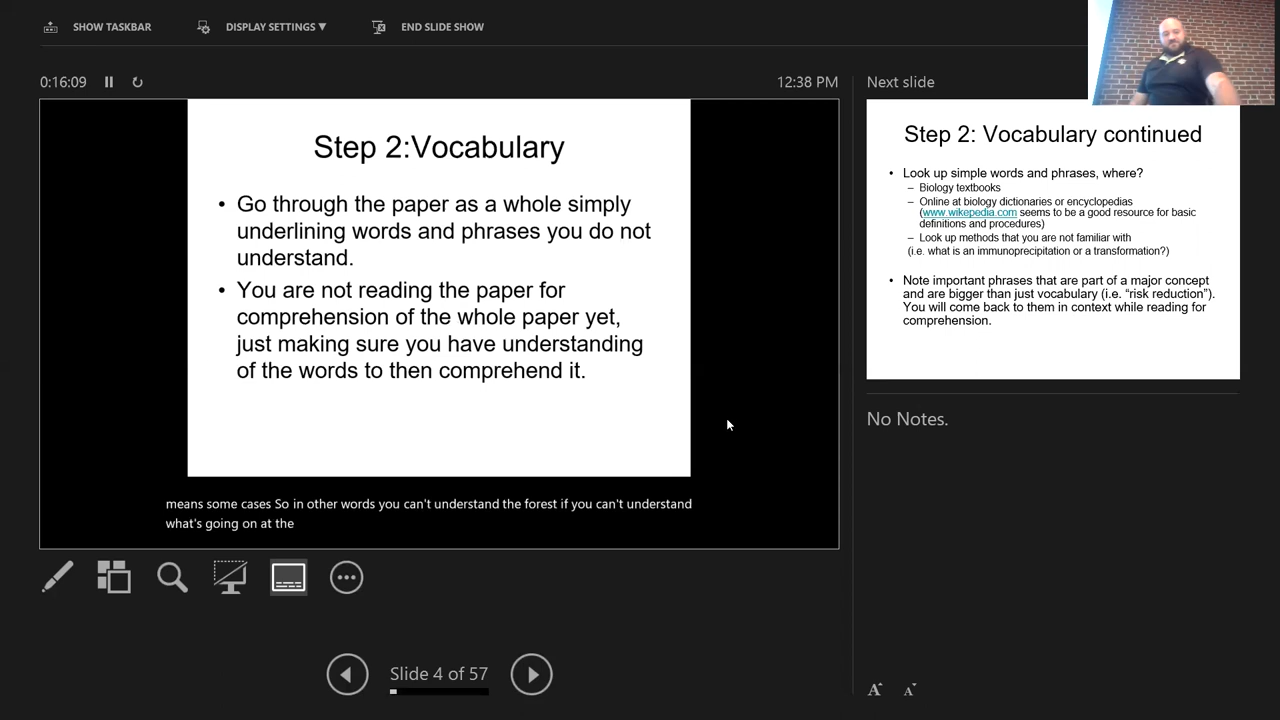 SHOW TASKBAR
DISPLAY SETTINGS ▼
END SLIDE SHOW
0:16:09
12:38 PM
Step 2:Vocabulary
• Go through the paper as a whole simply
underlining words and phrases you do not
understand.
• You are not reading the paper for
comprehension of the whole paper yet,
just making sure you have understanding
of the words to then comprehend it.
means some cases So in other words you can't understand the forest if you can't understand
what's going on at the
Slide 4 of 57
Next slide
Step 2: Vocabulary continued
• Look up simple words and phrases, where?
– Biology textbooks
– Online at biology dictionaries or encyclopedias
(www.wikepedia.com seems to be a good resource for basic
definitions and procedures)
– Look up methods that you are not familiar with
(i.e. what is an immunoprecipitation or a transformation?)
• Note important phrases that are part of a major concept
and are bigger than just vocabulary (i.e. “risk reduction”).
You will come back to them in context while reading for
comprehension.
No Notes.
A A